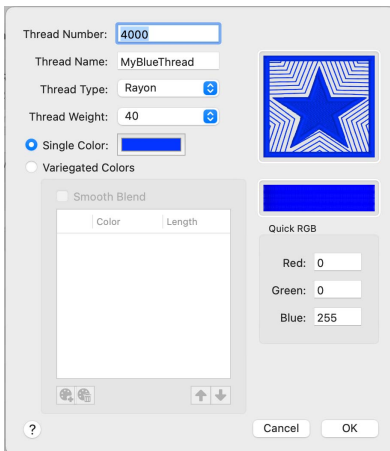 Thread Number: 4000
Thread Name: MyBlueThread
Thread Type: Rayon
Thread Weight: 40
Single Color:
Variegated Colors
Smooth Blend
Color Length
Quick RGB
Red: 0
Green: 0
Blue: 255
? Cancel OK